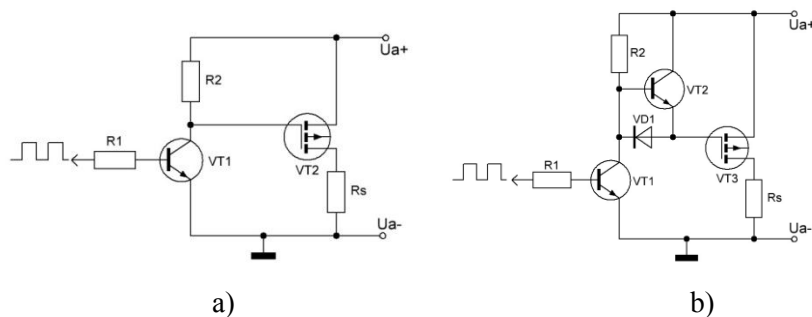 Ua+
R2
R1
VT1
VT2
Rs
Ua-
a)
Ua+
R2
VT2
VD1
R1
VT1
VT3
Rs
Ua-
b)